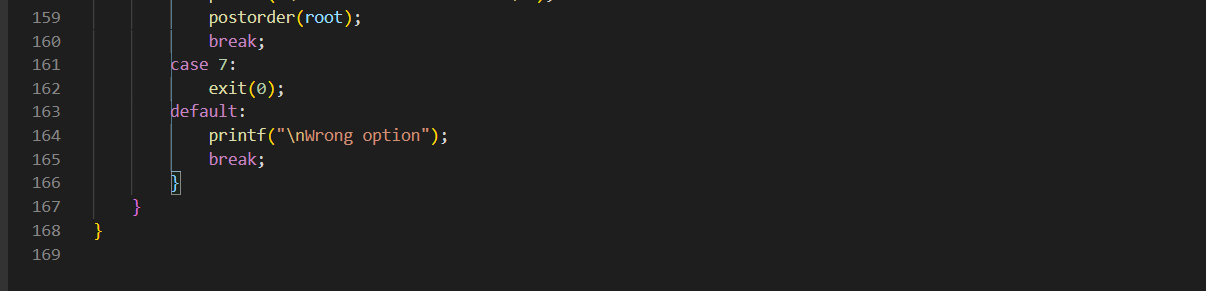 159 postorder(root);
160 break;
161 case 7:
162 exit(0);
163 default:
164 printf("\nWrong option");
165 break;
166 }
167 }
168 }
169